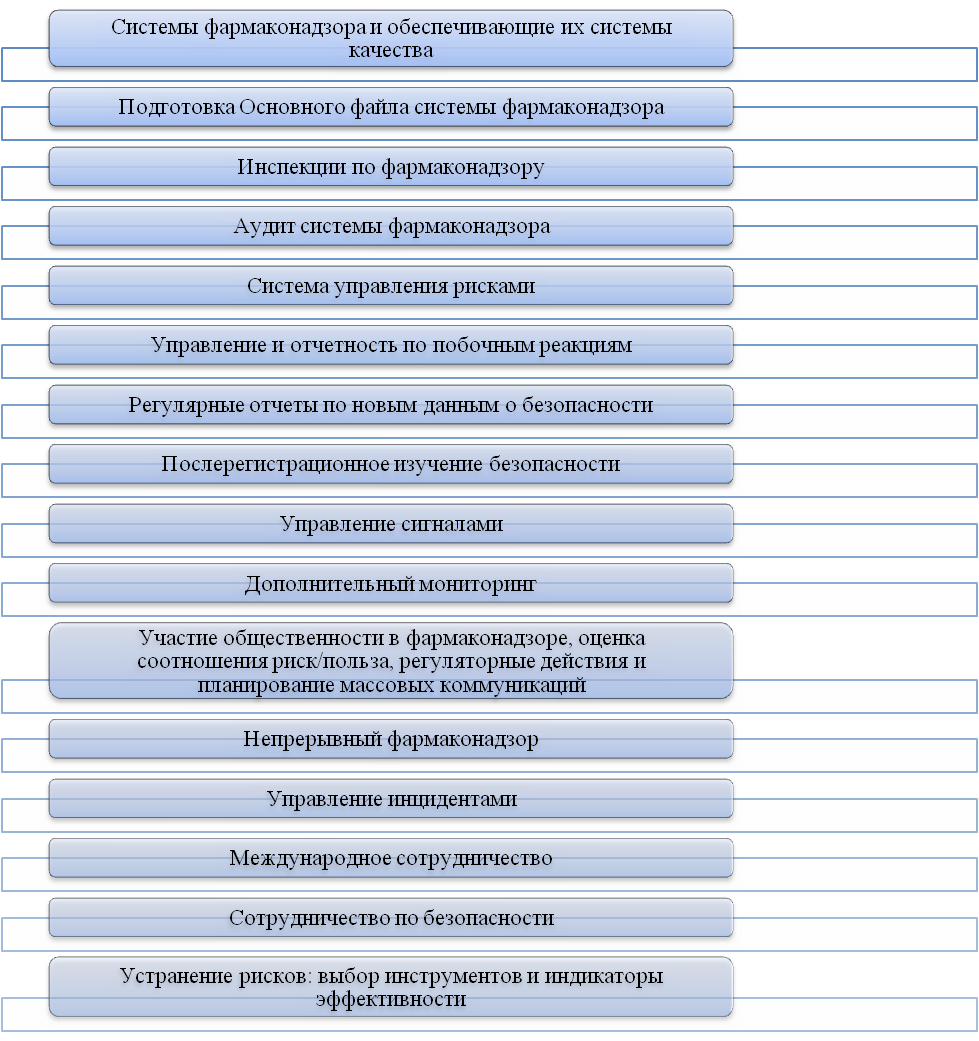 Системы фармаконадзора и обеспечивающие их системы
качества
Подготовка Основного файла системы фармаконадзора
Инспекции по фармаконадзору
Аудит системы фармаконадзора
Система управления рисками
Управление и отчетность по побочным реакциям
Регулярные отчеты по новым данным о безопасности
Послерегистрационное изучение безопасности
Управление сигналами
Дополнительный мониторинг
Участие общественности в фармаконадзоре, оценка
соотношения риск/польза, регуляторные действия и
планирование массовых коммуникаций
Непрерывный фармаконадзор
Управление инцидентами
Международное сотрудничество
Сотрудничество по безопасности
Устранение рисков: выбор инструментов и индикаторы
эффективности